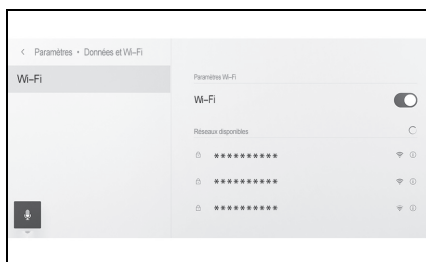 < Paramètres • Données et Wi-Fi
Wi-Fi
Paramètres Wi-Fi
Wi-Fi
Réseaux disponibles
**********
**********
**********